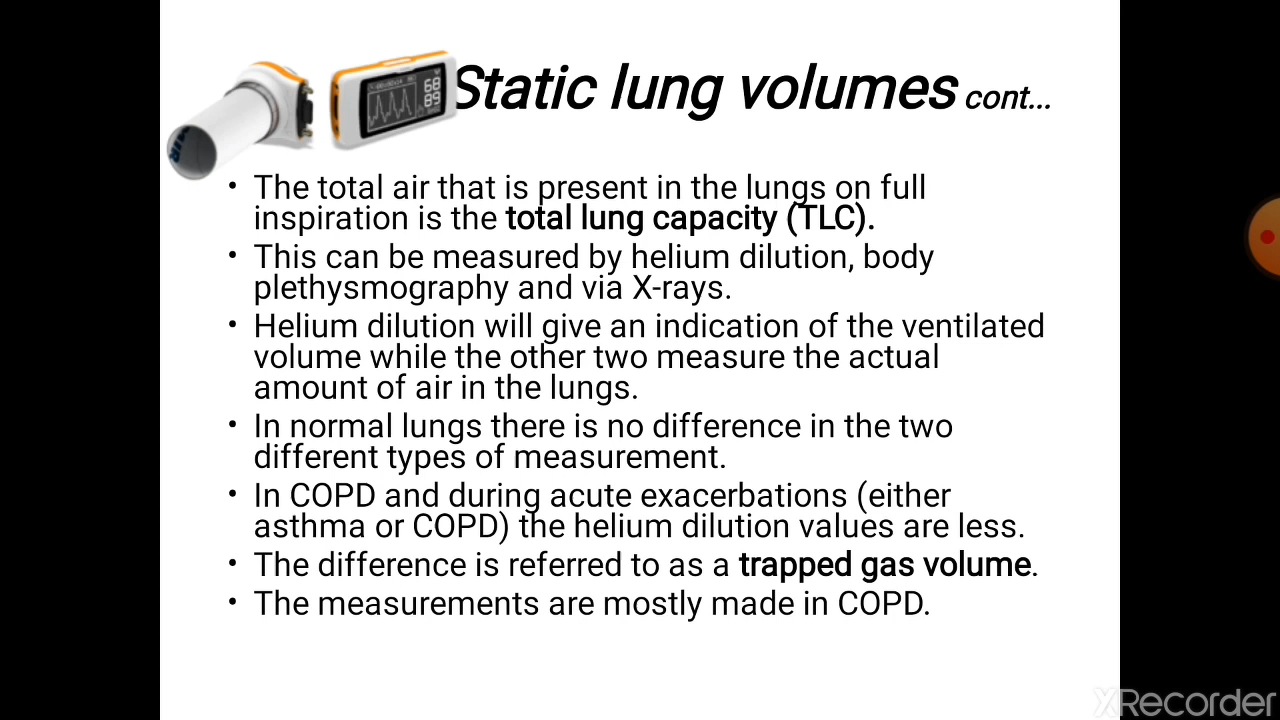 Static lung volumes cont...
68
89
• The total air that is present in the lungs on full
inspiration is the total lung capacity (TLC).
• This can be measured by helium dilution, body
plethysmography and via X-rays.
• Helium dilution will give an indication of the ventilated
volume while the other two measure the actual
amount of air in the lungs.
• In normal lungs there is no difference in the two
different types of measurement.
• In COPD and during acute exacerbations (either
asthma or COPD) the helium dilution values are less.
• The difference is referred to as a trapped gas volume.
• The measurements are mostly made in COPD.
XRecorder